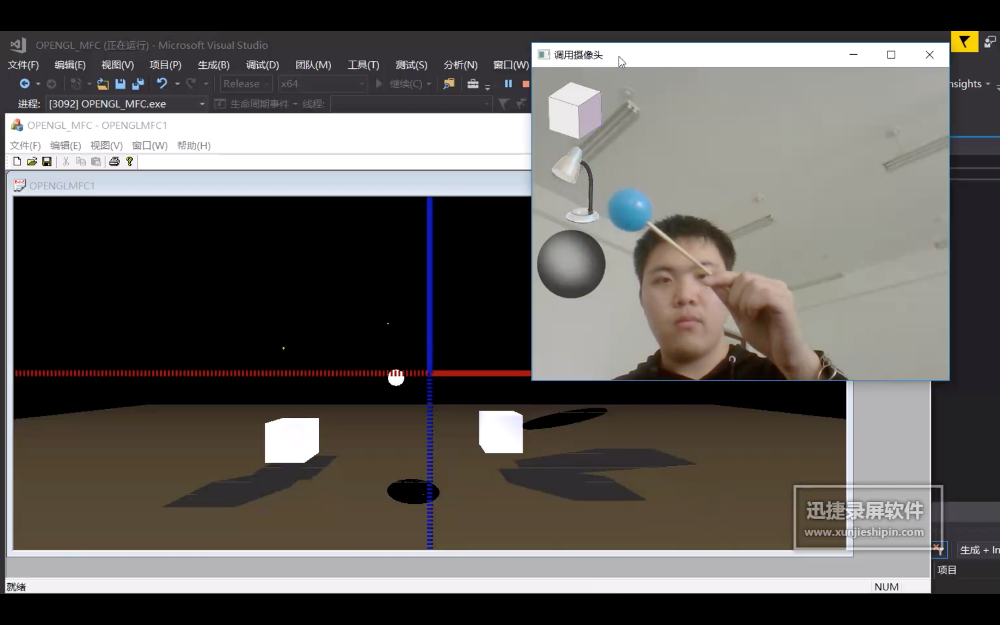 OPENGL_MFC (正在运行) - Microsoft Visual Studio
文件(F) 编辑(E) 视图(V) 项目(P) 生成(B) 调试(D) 团队(M) 工具(T) 测试(S) 分析(N) 窗口(W)
Release x64 继续(C)
nsights
进程: [3092] OPENGL_MFC.exe 生命周期事件 线程:
调用摄像头
OPENGL_MFC - OPENGLMFC1
文件(F) 编辑(E) 视图(V) 窗口(W) 帮助(H)
OPENGLMFC1
迅捷录屏软件
www.xunjieshipin.com
生成 + In
项目
就绪
NUM